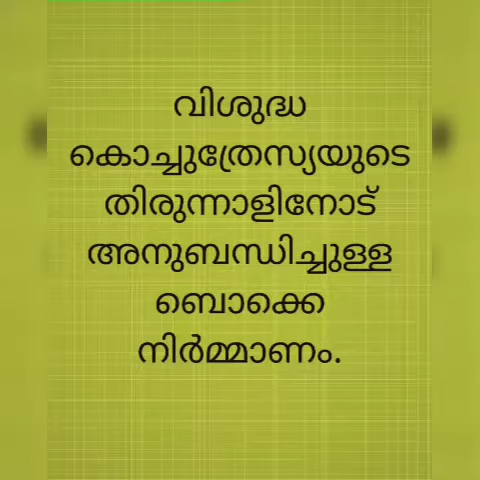 വിശുദ്ധ
കൊച്ചുത്രേസ്യയുടെ
തിരുന്നാളിനോട്
അനുബന്ധിച്ചുള്ള
ബൊക്കെ
നിർമ്മാണം.